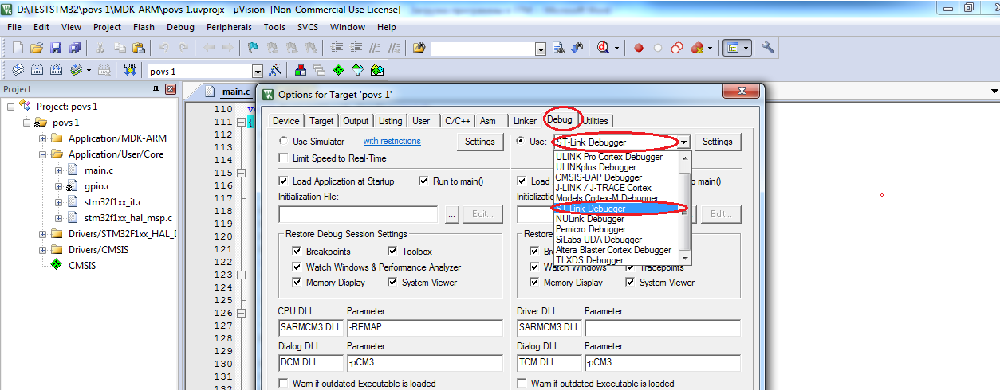 D:\TESTSTM32\povs 1\MDK-ARM\povs 1.uvprojx - µVision [Non-Commercial Use License]
File Edit View Project Flash Debug Peripherals Tools SVCS Window Help
LOAD
povs 1
Project
main.c
Project: povs 1
povs 1
Application/MDK-ARM
Application/User/Core
main.c
gpio.c
stm32f1xx_it.c
stm32f1xx_hal_msp.c
Drivers/STM32F1xx_HAL_D
Drivers/CMSIS
CMSIS
110
111 {
112
113
114
115
116
117
118
119
120
121
122
123
124
125
126
127
128
129
130
131
132
Options for Target 'povs 1'
Device Target Output Listing User C/C++ Asm Linker Debug Utilities
Use Simulator with restrictions Settings
Limit Speed to Real-Time
Load Application at Startup Run to main()
Initialization File:
... Edit...
Restore Debug Session Settings
Breakpoints Toolbox
Watch Windows & Performance Analyzer
Memory Display System Viewer
CPU DLL: Parameter:
SARMCM3.DLL -REMAP
Dialog DLL: Parameter:
DCM.DLL -pCM3
Warn if outdated Executable is loaded
Use: ST-Link Debugger Settings
ULINK Pro Cortex Debugger
ULINKplus Debugger
CMSIS-DAP Debugger
J-LINK / J-TRACE Cortex
Models Cortex-M Debugger
ST-Link Debugger
NULink Debugger
Pemicro Debugger
SiLabs UDA Debugger
Altera Blaster Cortex Debugger
TI XDS Debugger
main()
Edit...
Watch Windows Tracepoints
Memory Display System Viewer
Driver DLL: Parameter:
SARMCM3.DLL
Dialog DLL: Parameter:
TCM.DLL -pCM3
Warn if outdated Executable is loaded